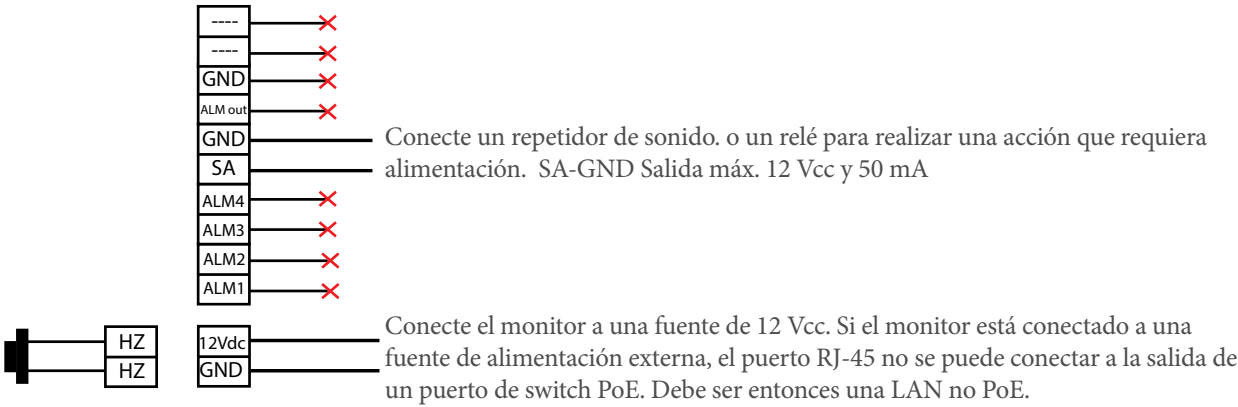 ----
----
GND
ALM out
GND
SA
Conecte un repetidor de sonido. o un relé para realizar una acción que requiera
alimentación.  SA-GND Salida máx. 12 Vcc y 50 mA
ALM4
ALM3
ALM2
ALM1
HZ
HZ
12Vdc
GND
Conecte el monitor a una fuente de 12 Vcc. Si el monitor está conectado a una
fuente de alimentación externa, el puerto RJ-45 no se puede conectar a la salida de
un puerto de switch PoE. Debe ser entonces una LAN no PoE.